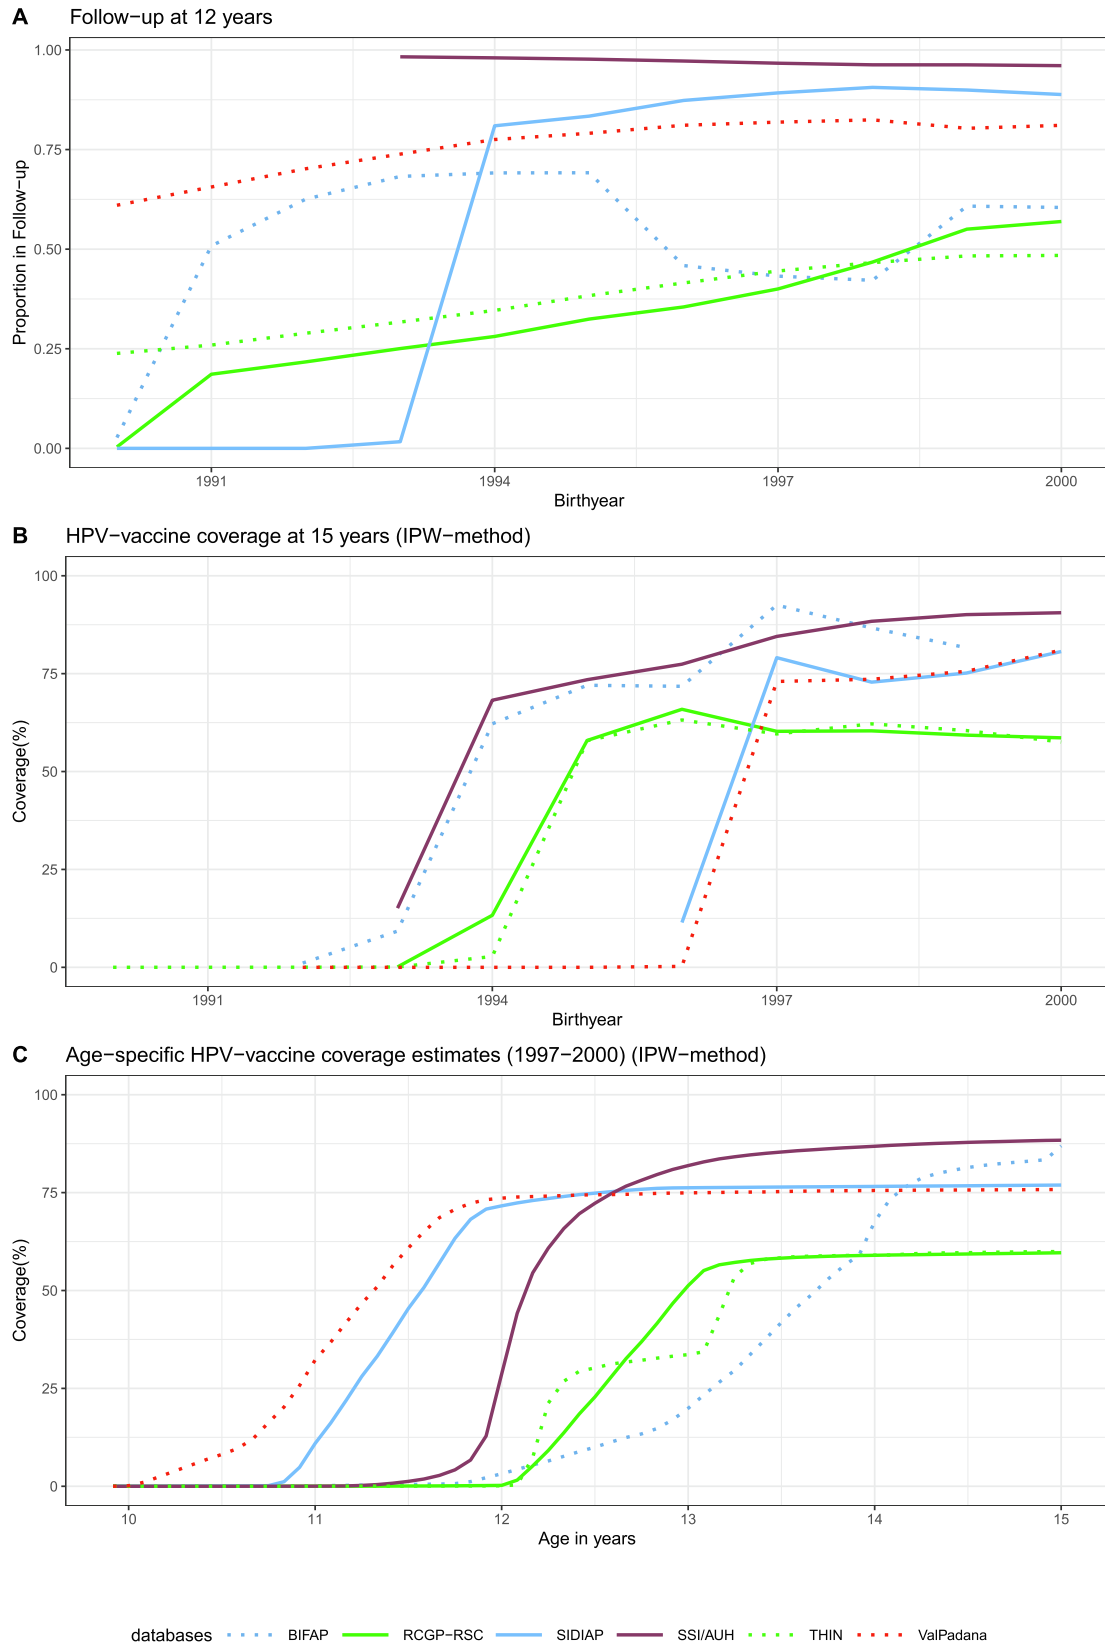 A Follow−up at 12 years
1.00
0.75
0.50
0.25
0.00
Proportion in Follow−up
1991 1994 1997 2000
Birthyear
B HPV−vaccine coverage at 15 years (IPW−method)
100
75
50
25
0
Coverage(%)
1991 1994 1997 2000
Birthyear
C Age−specific HPV−vaccine coverage estimates (1997−2000) (IPW−method)
100
75
50
25
0
Coverage(%)
10 11 12 13 14 15
Age in years
databases BIFAP RCGP−RSC SIDIAP SSI/AUH THIN ValPadana